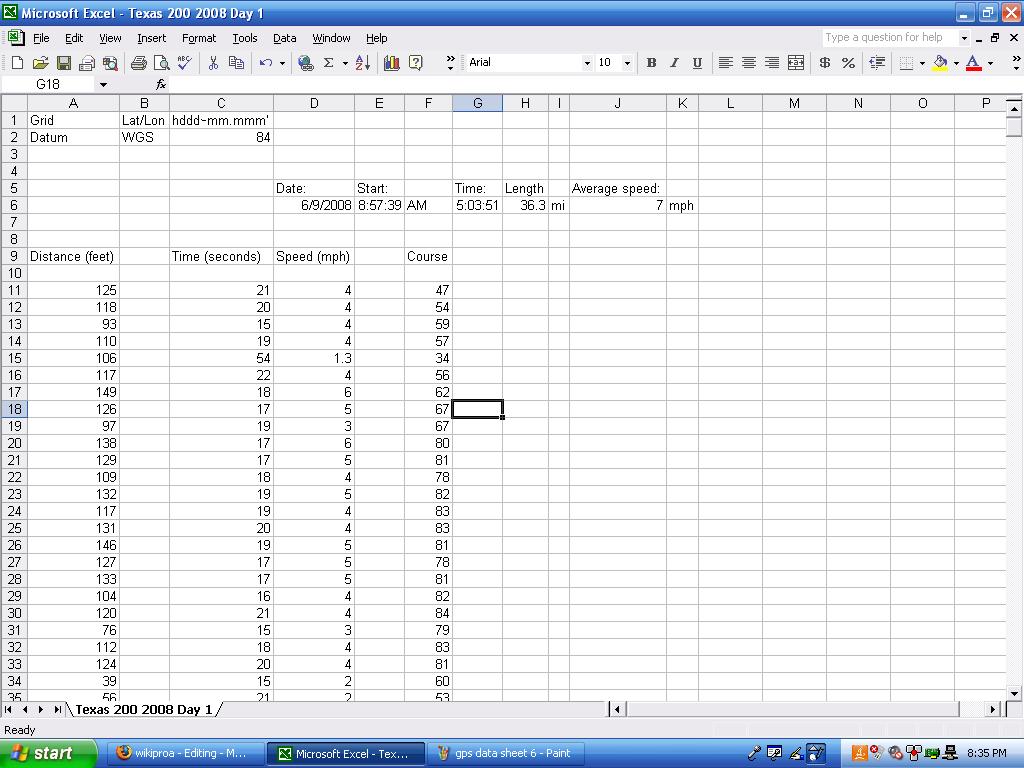 Microsoft Excel - Texas 200 2008 Day 1
File Edit View Insert Format Tools Data Window Help Type a question for help
Arial 10 B I U $ %
G18 fx
A B C D E F G H I J K L M N O P
1 Grid Lat/Lon hddd~mm.mmm'
2 Datum WGS 84
3
4
5 Date: Start: Time: Length Average speed:
6 6/9/2008 8:57:39 AM 5:03:51 36.3 mi 7 mph
7
8
9 Distance (feet) Time (seconds) Speed (mph) Course
10
11 125 21 4 47
12 118 20 4 54
13 93 15 4 59
14 110 19 4 57
15 106 54 1.3 34
16 117 22 4 56
17 149 18 6 62
18 126 17 5 67
19 97 19 3 67
20 138 17 6 80
21 129 17 5 81
22 109 18 4 78
23 132 19 5 82
24 117 19 4 83
25 131 20 4 83
26 146 19 5 81
27 127 17 5 78
28 133 17 5 81
29 104 16 4 82
30 120 21 4 84
31 76 15 3 79
32 112 18 4 83
33 124 20 4 81
34 39 15 2 60
35 56 21 2 53
Texas 200 2008 Day 1
Ready
start wikiproa - Editing - M... Microsoft Excel - Tex... gps data sheet 6 - Paint 8:35 PM